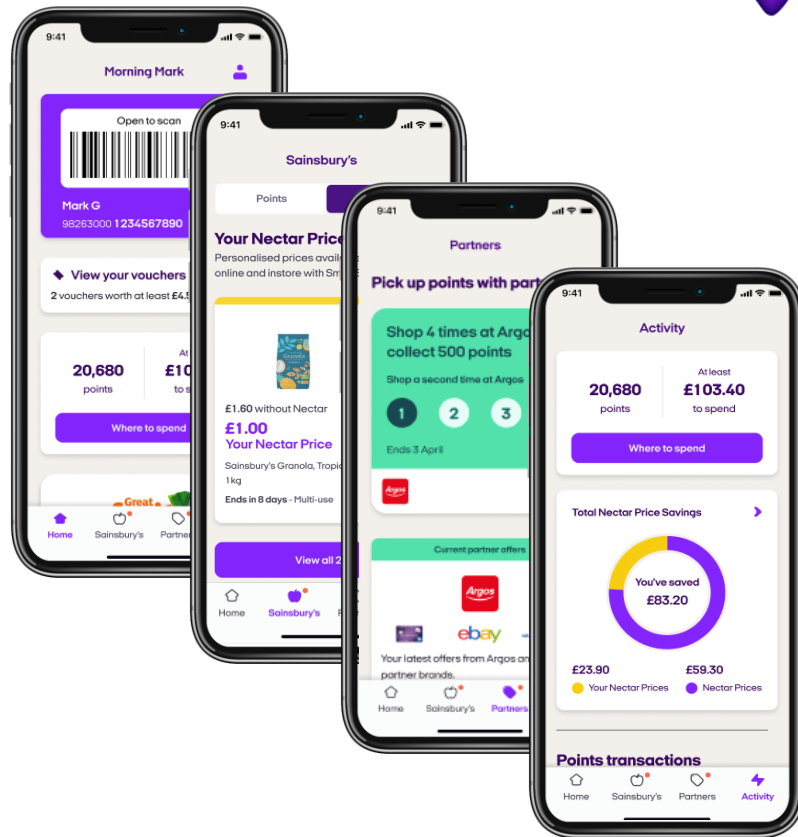 9:41
Morning Mark
Open to scan
Mark G
98263000 1234567890
View your vouchers
2 vouchers worth at least £4.5
20,680
points
At
£10
to s
Where to spend
Great
Home
Sainsbury's
Partner
9:41
Sainsbury's
Points
Your Nectar Price
Personalised prices avail
online and instore with Sm
Granola
£1.60 without Nectar
£1.00
Your Nectar Price
Sainsbury's Granola, Tropic
1kg
Ends in 8 days - Multi-use
View all 2
Home
Sainsbury's
9:41
Partners
Pick up points with part
Shop 4 times at Argo
collect 500 points
Shop a second time at Argos
1 2 3
Ends 3 April
Argos
Current partner offers
Argos
ebay
Your latest offers from Argos an
partner brands.
Home
Sainsbury's
Partners
9:41
Activity
20,680
points
At least
£103.40
to spend
Where to spend
Total Nectar Price Savings
You've saved
£83.20
£23.90
Your Nectar Prices
£59.30
Nectar Prices
Points transactions
Home
Sainsbury's
Partners
Activity